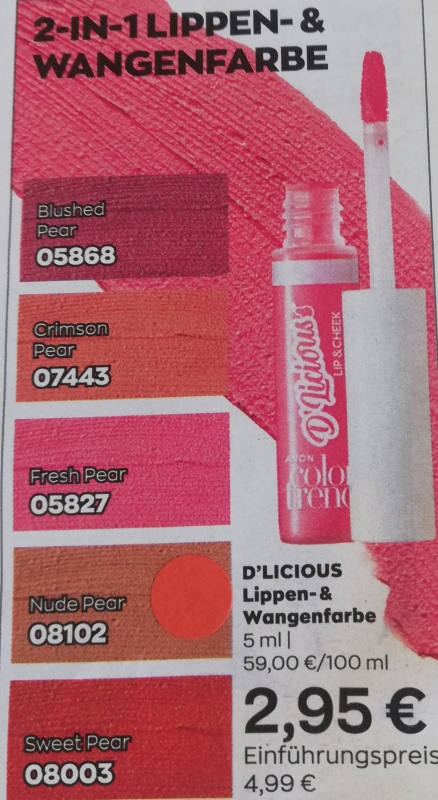 2-IN-1 LIPPEN- &
WANGENFARBE
Blushed
Pear
05868
Crimson
Pear
07443
Fresh Pear
05827
Nude Pear
08102
Sweet Pear
08003
D'Licious
LIP & CHEEK
AVON
color
trend
D'LICIOUS
Lippen- &
Wangenfarbe
5 ml |
59,00 €/100 ml
2,95 €
Einführungspreis
4,99 €